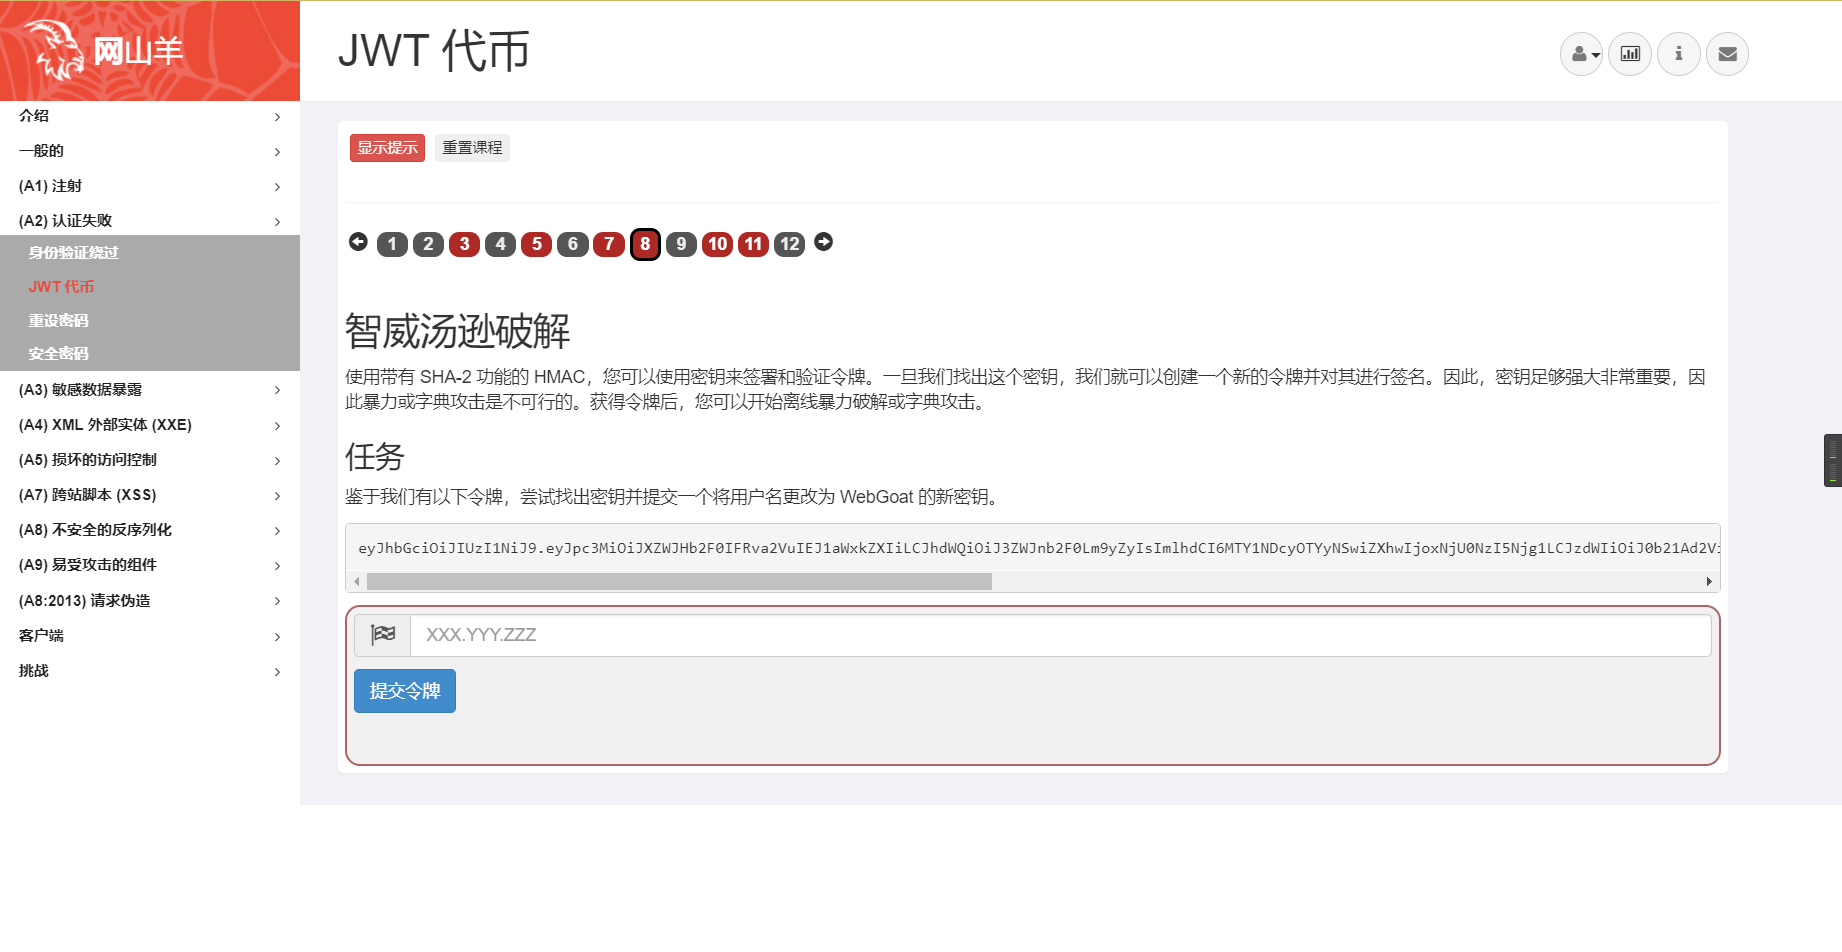 网山羊
JWT 代币
介绍
一般的
(A1) 注射
(A2) 认证失败
身份验证绕过
JWT 代币
重设密码
安全密码
(A3) 敏感数据暴露
(A4) XML 外部实体 (XXE)
(A5) 损坏的访问控制
(A7) 跨站脚本 (XSS)
(A8) 不安全的反序列化
(A9) 易受攻击的组件
(A8:2013) 请求伪造
客户端
挑战
显示提示 重置课程
1 2 3 4 5 6 7 8 9 10 11 12
智威汤逊破解
使用带有 SHA-2 功能的 HMAC，您可以使用密钥来签署和验证令牌。一旦我们找出这个密钥，我们就可以创建一个新的令牌并对其进行签名。因此，密钥足够强大非常重要，因
此暴力或字典攻击是不可行的。获得令牌后，您可以开始离线暴力破解或字典攻击。
任务
鉴于我们有以下令牌，尝试找出密钥并提交一个将用户名更改为 WebGoat 的新密钥。
eyJhbGciOiJIUzI1NiJ9.eyJpc3MiOiJXZWJHb2F0IFRva2VuIEJ1aWxkZXIiLCJhdWQiOiJ3ZWJnb2F0Lm9yZyIsImlhdCI6MTY1NDcyOTYyNSwiZXhwIjoxNjU0NzI5Njg1LCJzdWIiOiJ0b21Ad2Vi
XXX.YYY.ZZZ
提交令牌